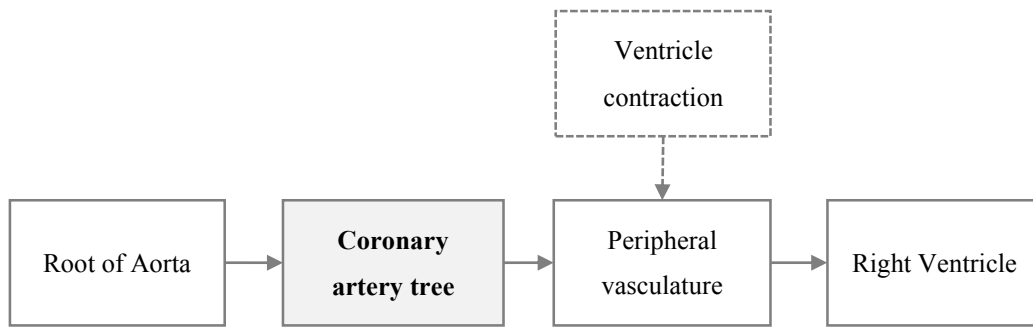 Ventricle
contraction
Root of Aorta
Coronary
artery tree
Peripheral
vasculature
Right Ventricle